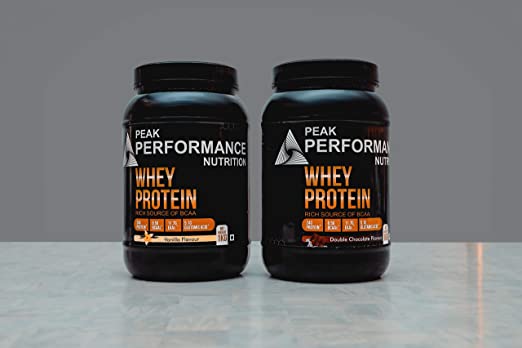 PEAK
PERFORMANCE
NUTRITION
WHEY
PROTEIN
RICH SOURCE OF BCAA
Vanilla Flavour
1KG
PEAK
PERFORMANCE
NUTRITION
WHEY
PROTEIN
RICH SOURCE OF BCAA
Double Chocolate